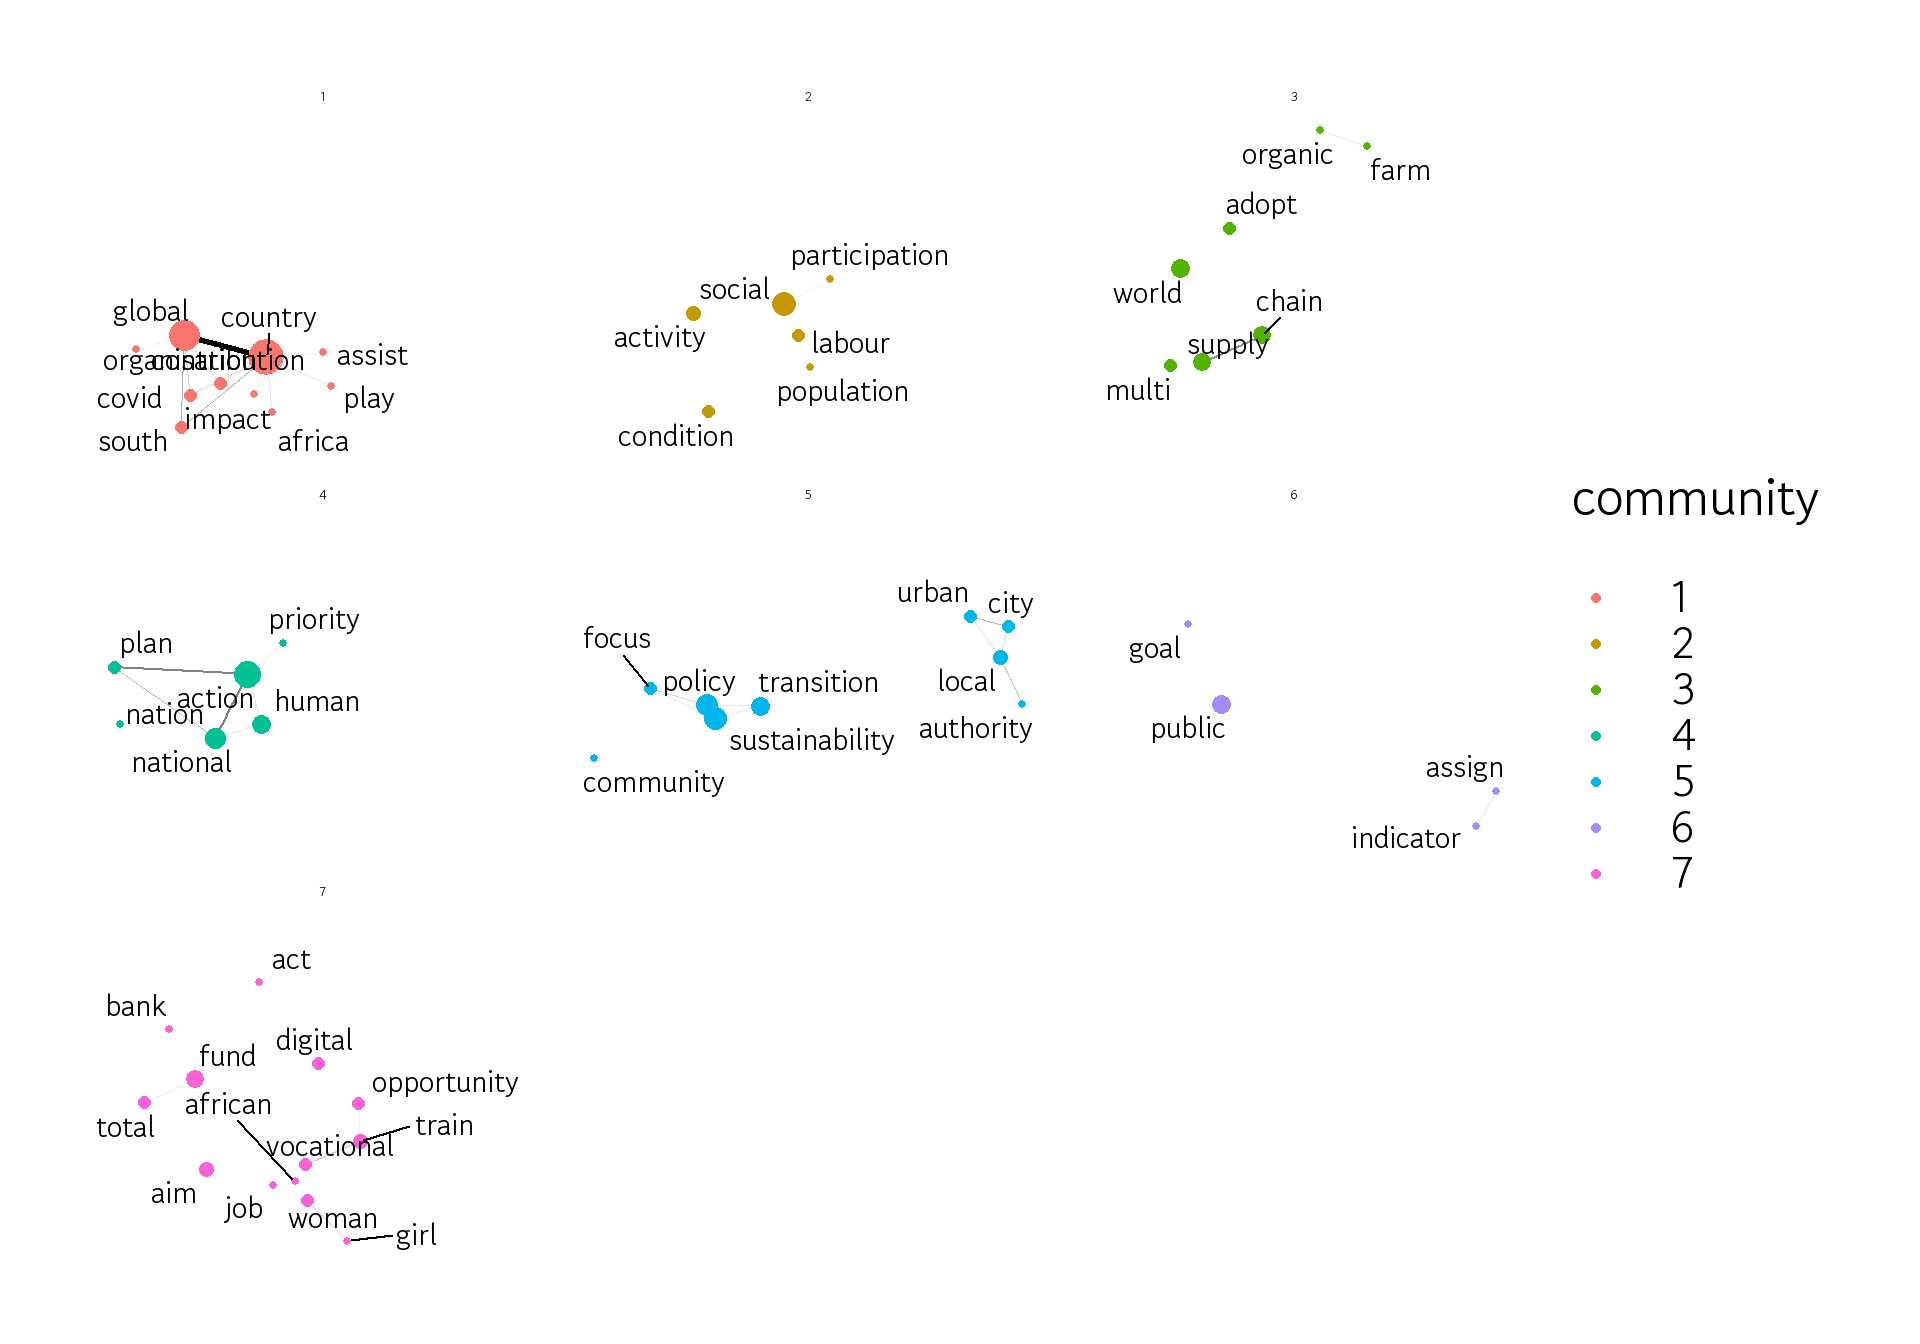 1
global
country
organisation
contribution
assist
covid
play
impact
south
africa
2
participation
social
activity
labour
population
condition
3
organic
farm
adopt
world
chain
supply
multi
4
priority
plan
action
human
nation
national
5
urban
city
focus
policy
transition
local
authority
sustainability
community
6
goal
public
assign
indicator
community
1
2
3
4
5
6
7
7
act
bank
digital
fund
opportunity
african
total
train
vocational
aim
job
woman
girl